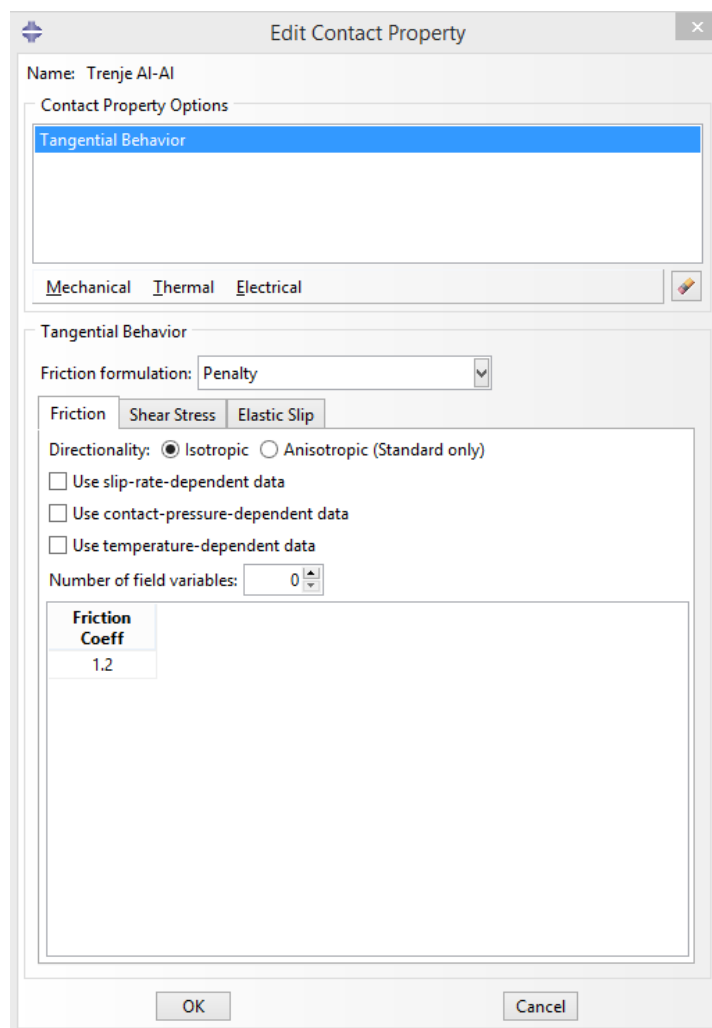 Edit Contact Property
Name: Trenje Al-Al
Contact Property Options
Tangential Behavior
Mechanical Thermal Electrical
Tangential Behavior
Friction formulation: Penalty
Friction Shear Stress Elastic Slip
Directionality: Isotropic Anisotropic (Standard only)
Use slip-rate-dependent data
Use contact-pressure-dependent data
Use temperature-dependent data
Number of field variables: 0
Friction
Coeff
1.2
OK Cancel